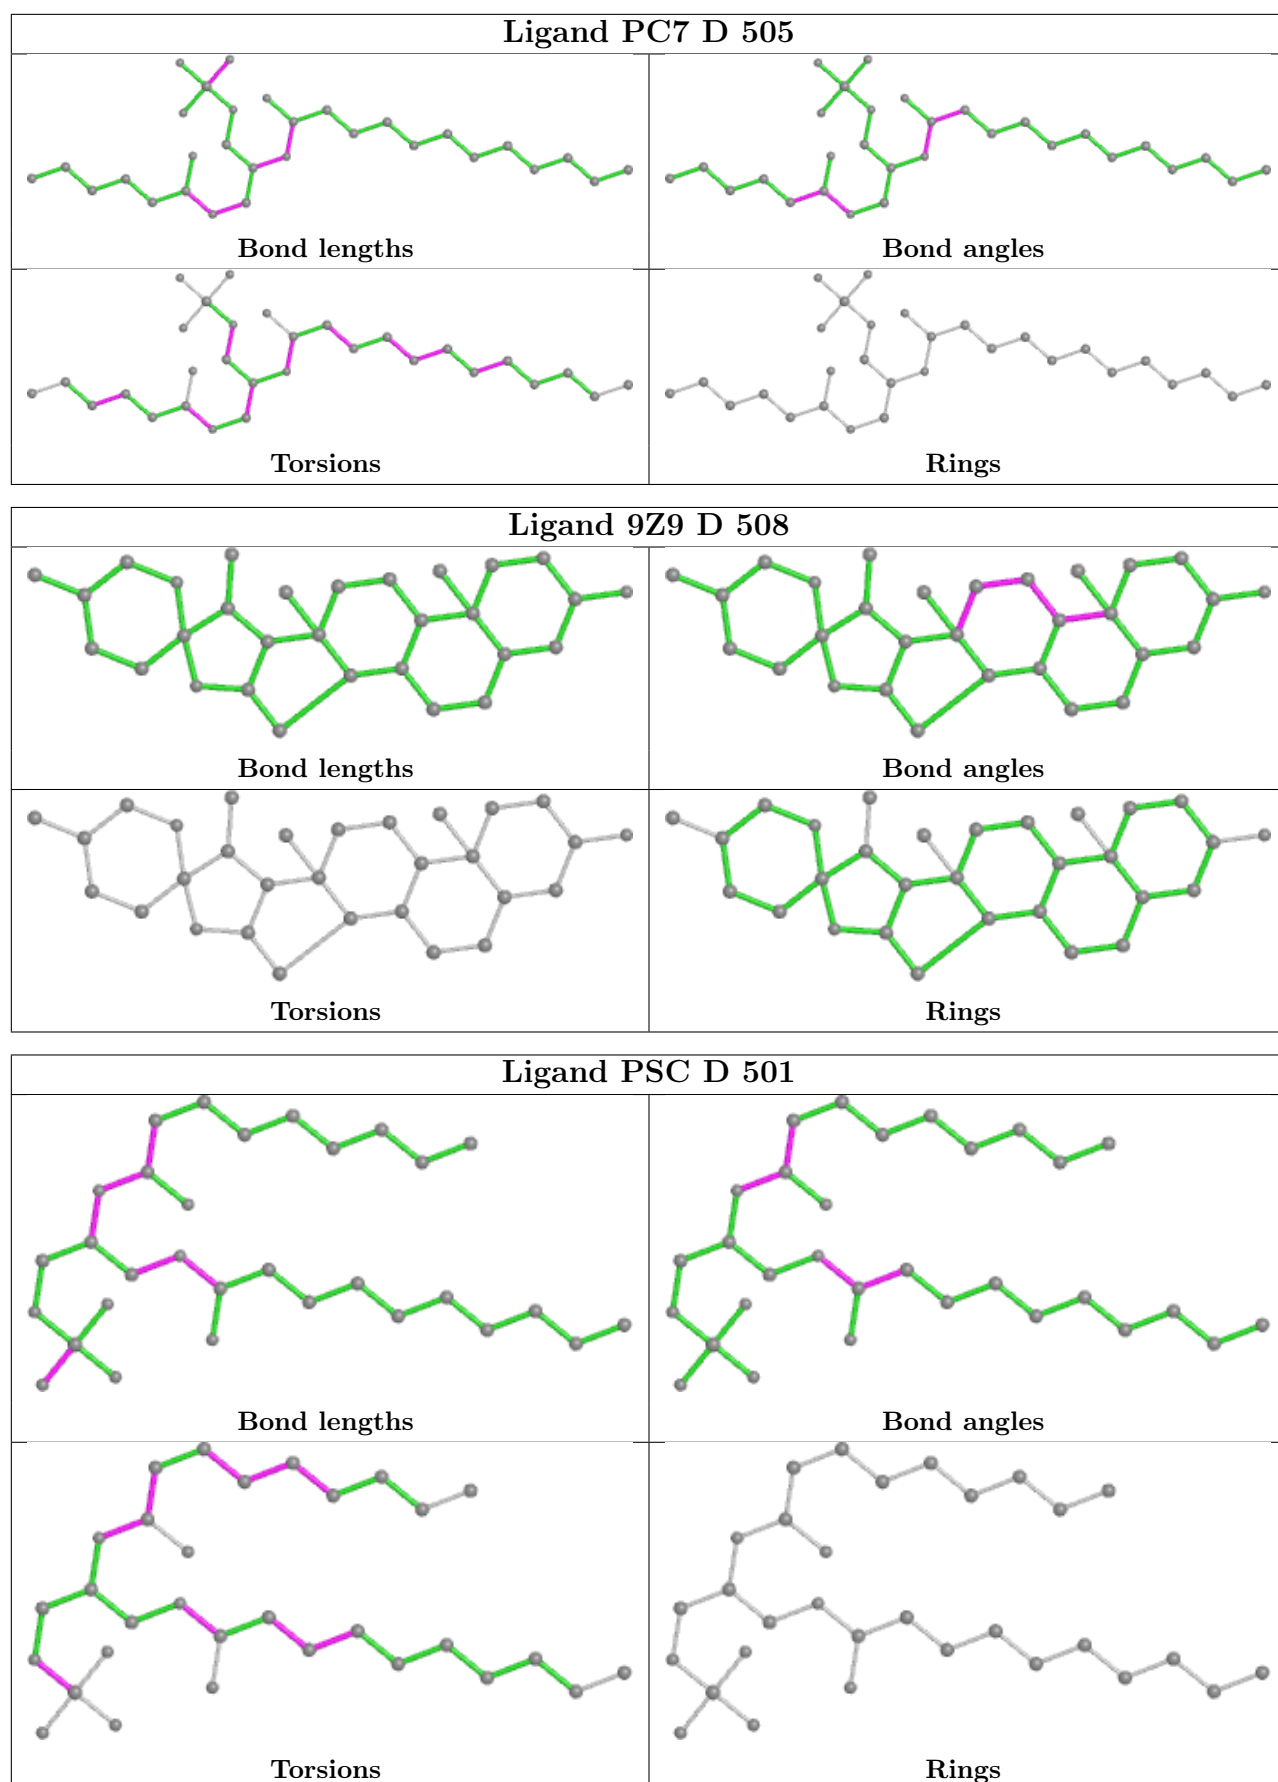 Ligand PC7 D 505
Bond lengths
Bond angles
Torsions
Rings
Ligand 9Z9 D 508
Bond lengths
Bond angles
Torsions
Rings
Ligand PSC D 501
Bond lengths
Bond angles
Torsions
Rings